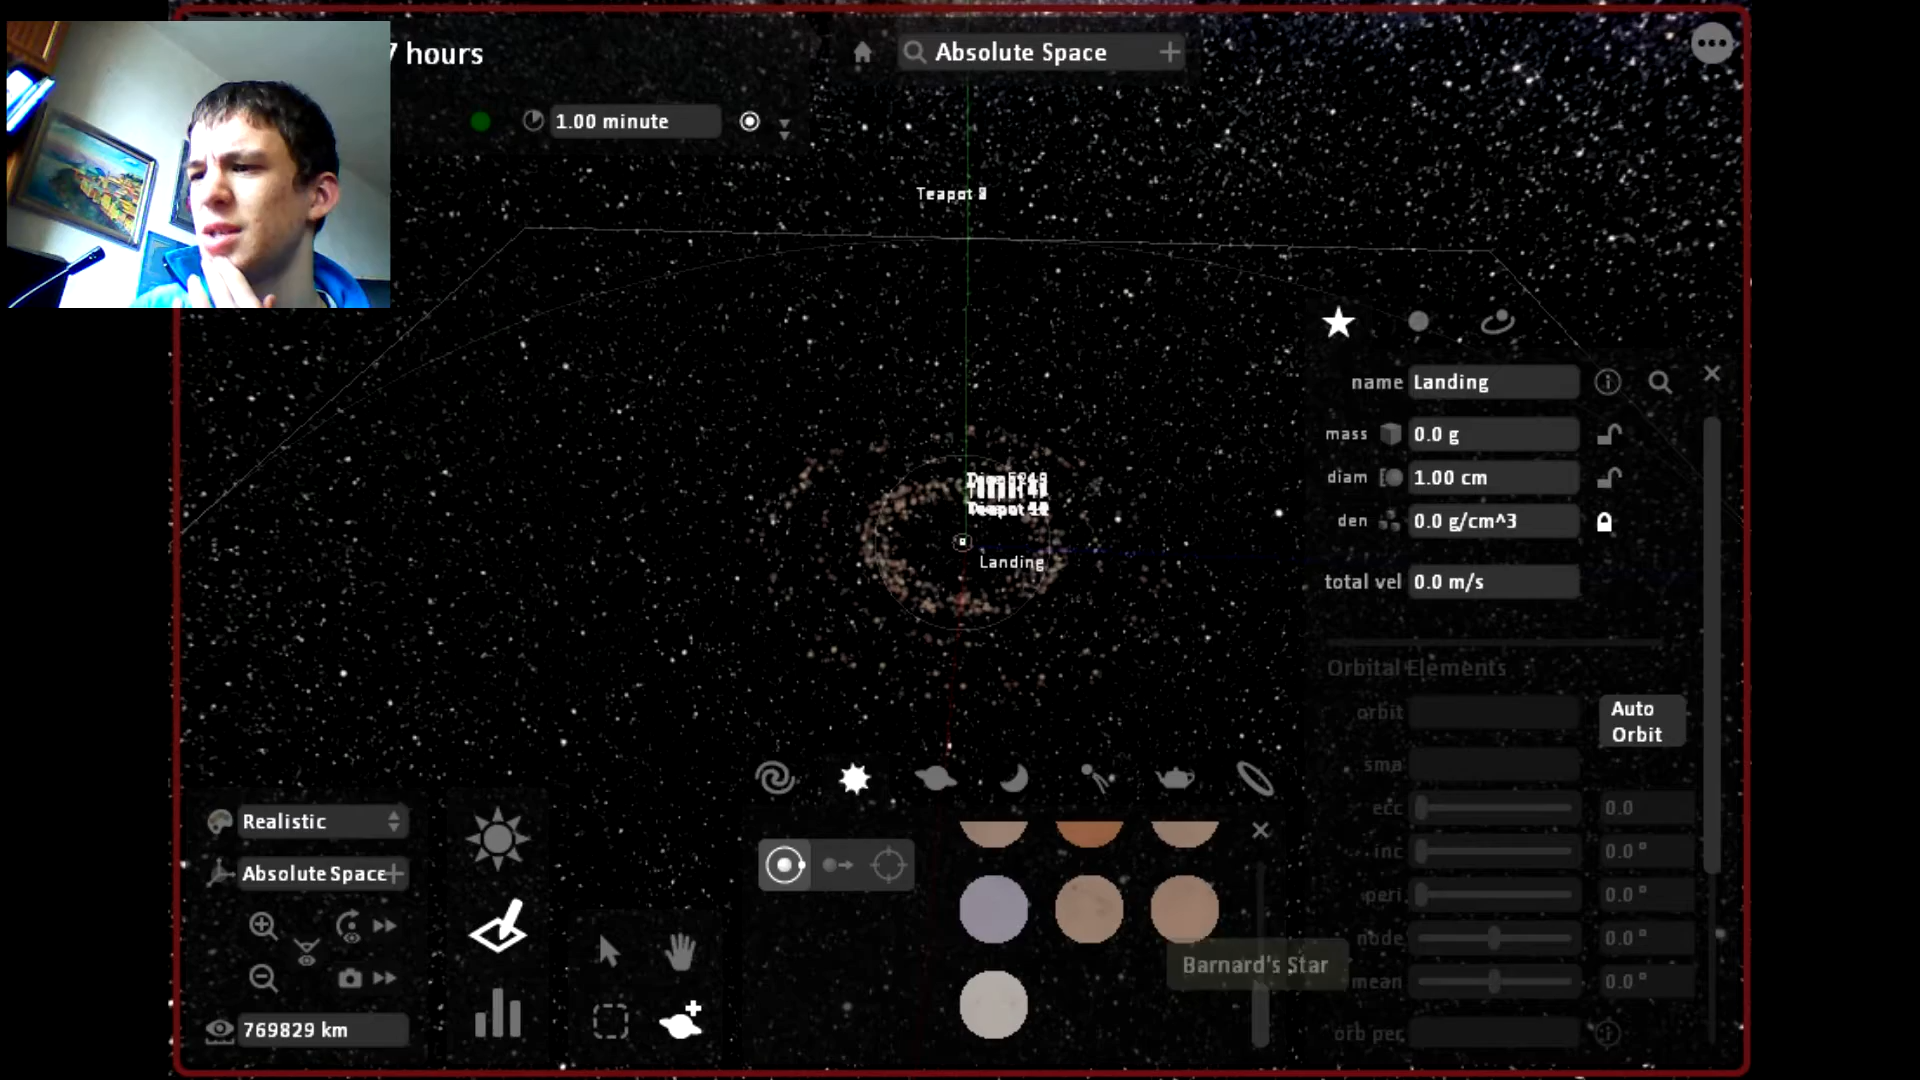 7 hours
Absolute Space
1.00 minute
Teapot
name Landing
mass 0.0 g
diam 1.00 cm
den 0.0 g/cm^3
total vel 0.0 m/s
Teapot
Landing
Orbital Elements
orbit
Auto
Orbit
sma
ecc 0.0
inc 0.0 °
peri 0.0 °
node 0.0 °
mean 0.0 °
orb per
Barnard's Star
Realistic
Absolute Space
769829 km